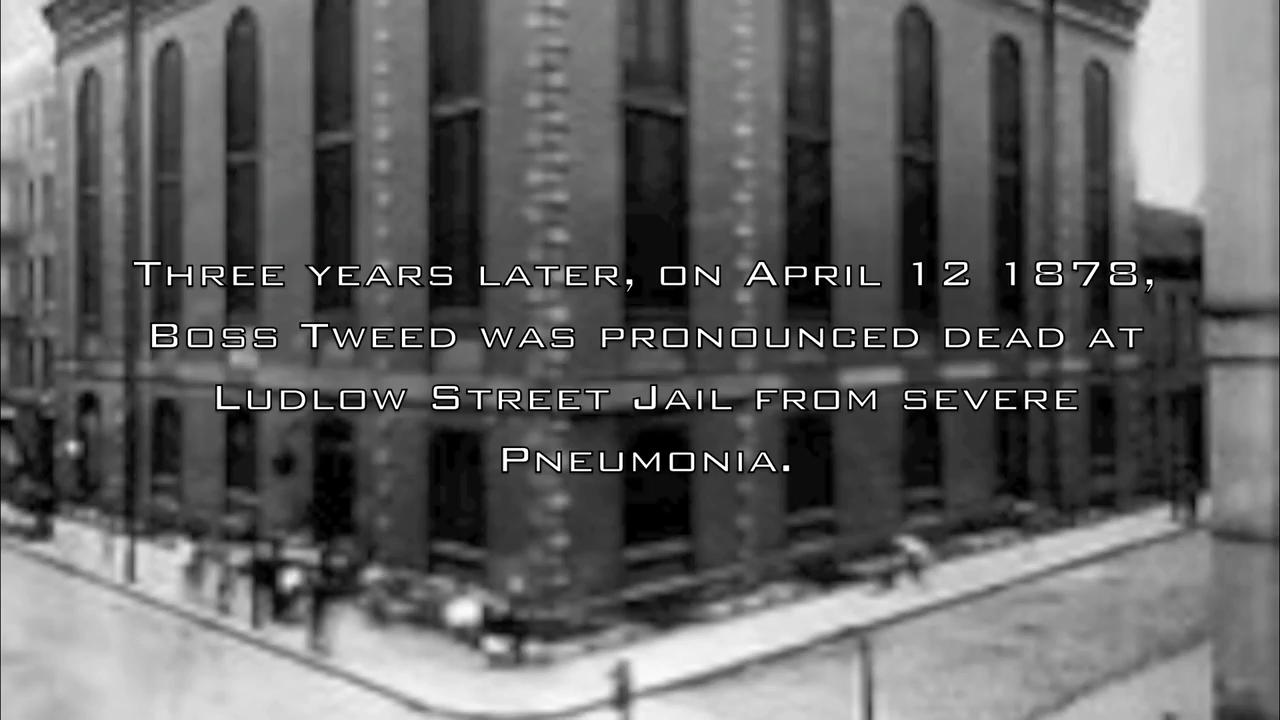 Three years later, on April 12 1878,
Boss Tweed was pronounced dead at
Ludlow Street Jail from severe
Pneumonia.